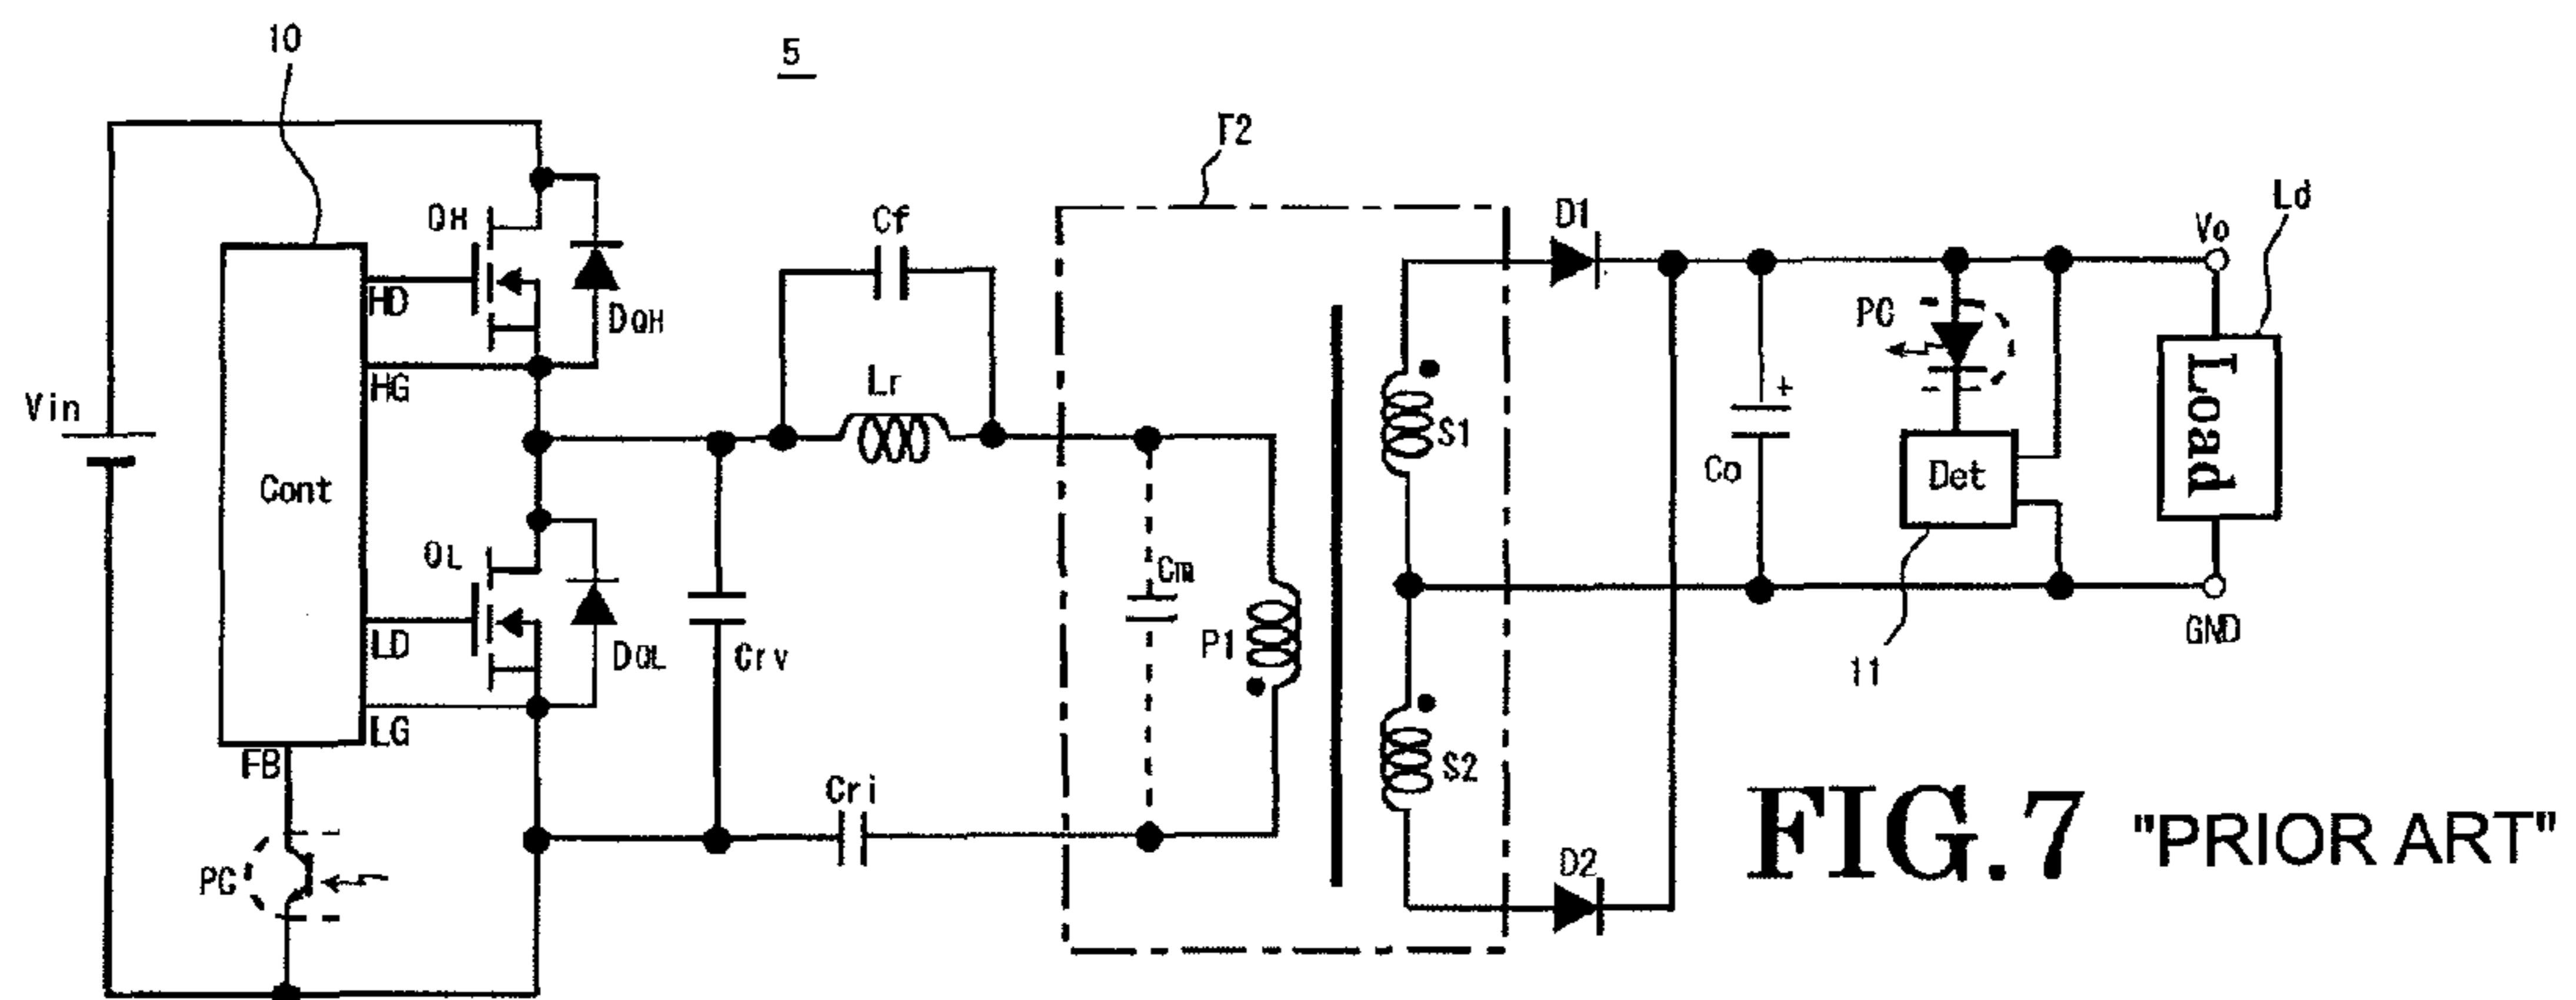 10
5
T2
Ld
Cf
D1
Vo
QH
HD
DQH
PC
Lr
HG
Load
Vin
S1
Co
Det
Cont
QL
Cm
LD
DQL
Crv
P1
GND
11
LG
FB
S2
Cri
PC
D2
FIG.7 "PRIOR ART"